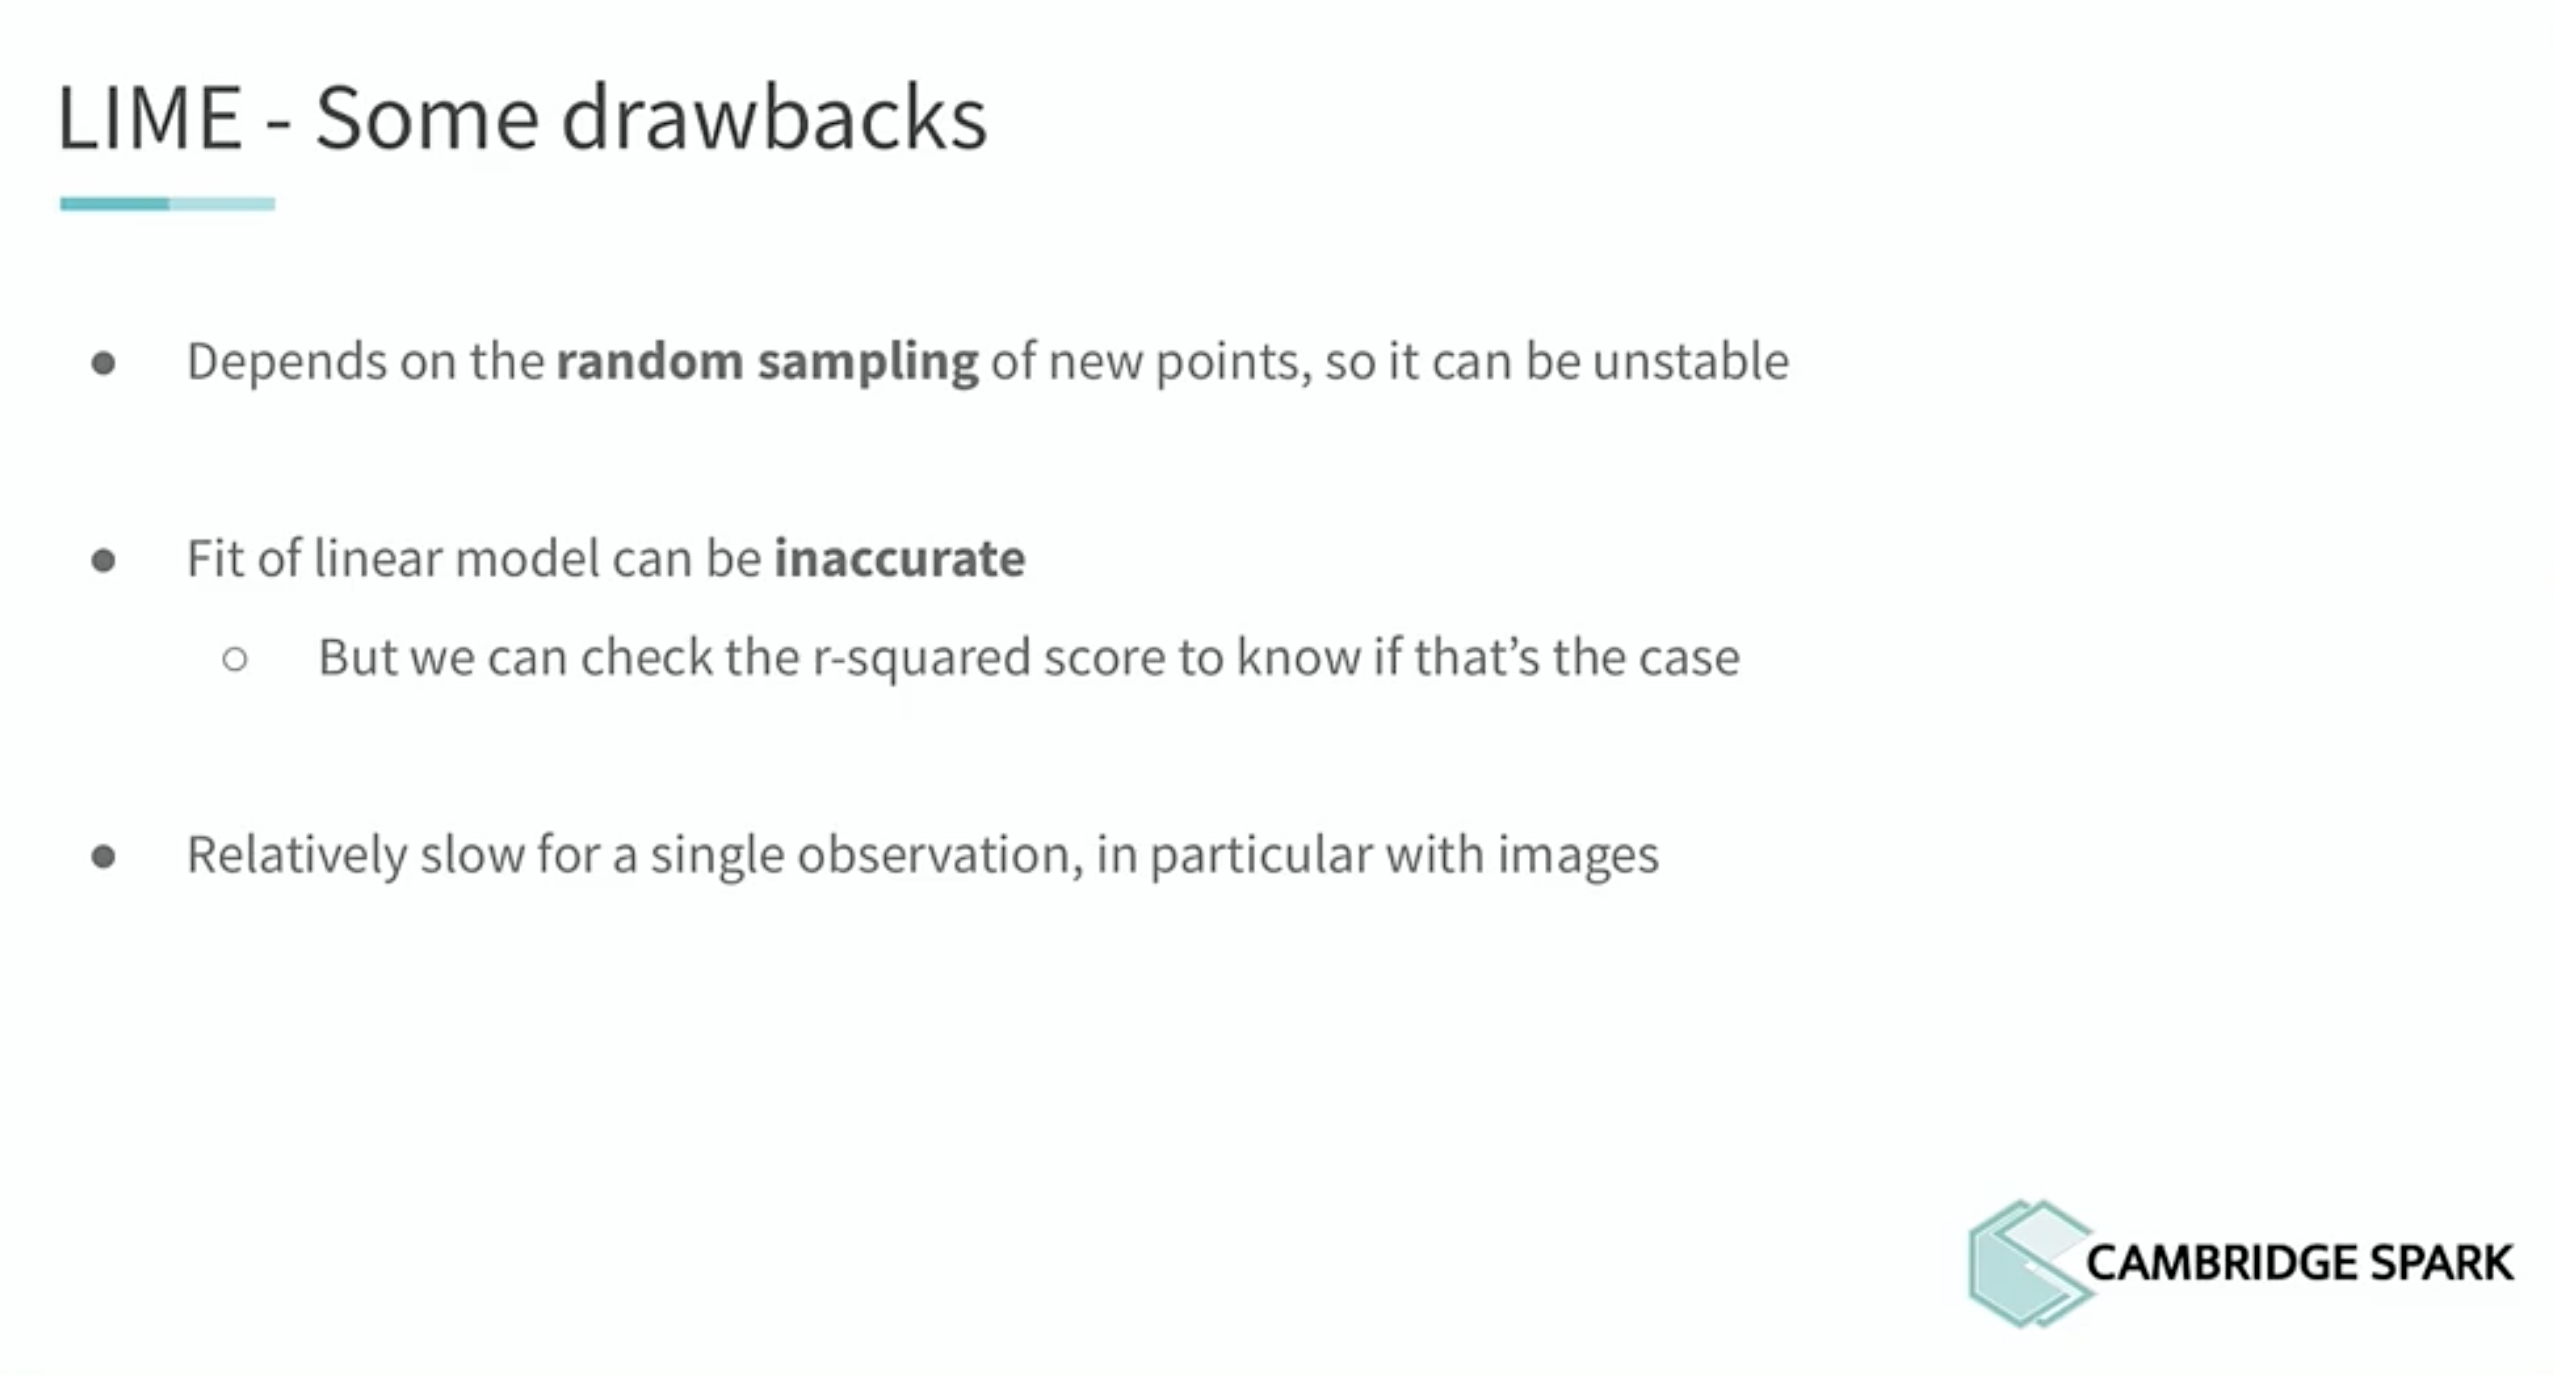 LIME - Some drawbacks
● Depends on the random sampling of new points, so it can be unstable
● Fit of linear model can be inaccurate
○ But we can check the r-squared score to know if that’s the case
● Relatively slow for a single observation, in particular with images
CAMBRIDGE SPARK